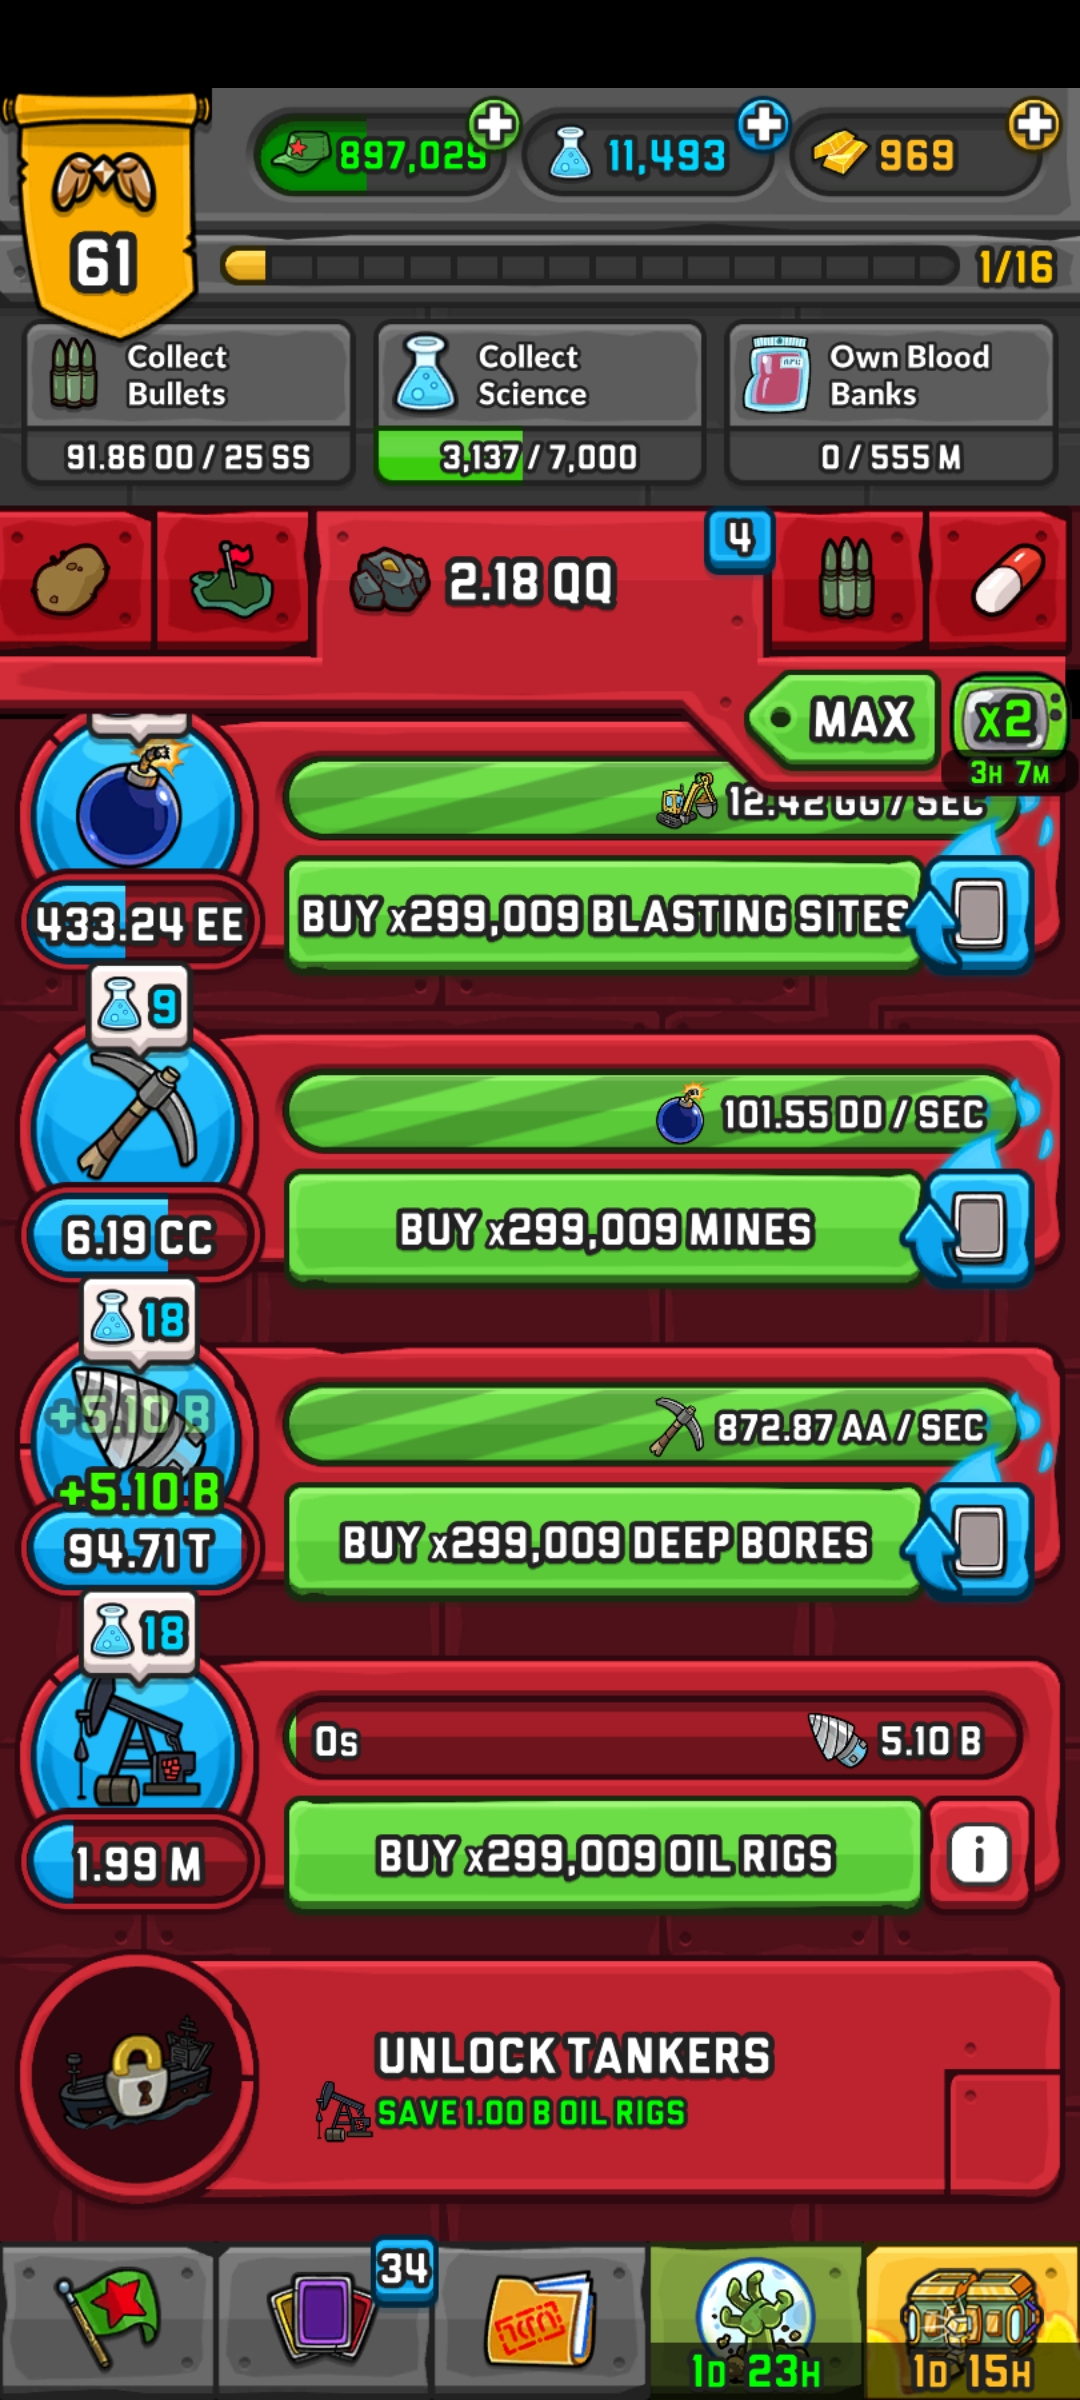 61
897,029
11,493
969
1/16
Collect
Bullets
91.86 OO / 25 SS
Collect
Science
3,137 / 7,000
Own Blood
Banks
0 / 555 M
2.18 QQ
4
MAX
x2
3H 7M
12.42 GG / SEC
433.24 EE
BUY x299,009 BLASTING SITES
9
101.55 DD / SEC
6.19 CC
BUY x299,009 MINES
18
+5.10 B
+5.10 B
872.87 AA / SEC
94.71 T
BUY x299,009 DEEP BORES
18
0s
5.10 B
1.99 M
BUY x299,009 OIL RIGS
i
UNLOCK TANKERS
SAVE 1.00 B OIL RIGS
34
1D 23H
1D 15H